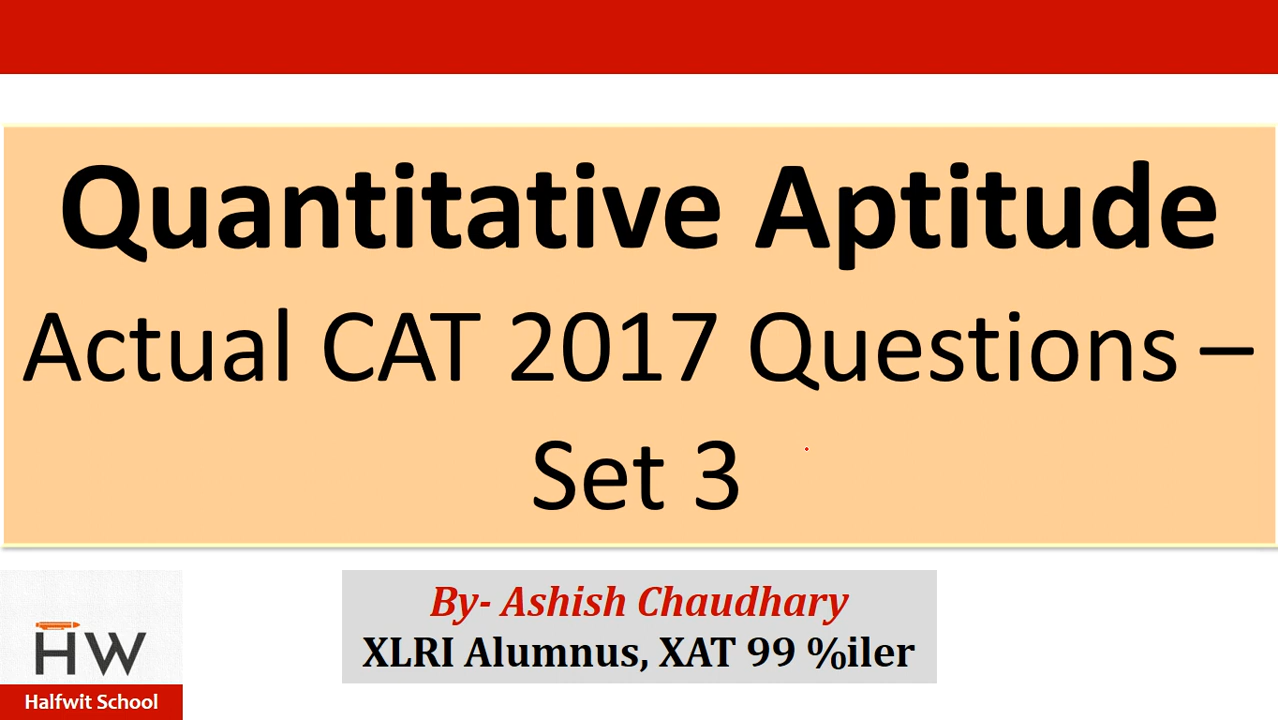 Quantitative Aptitude
Actual CAT 2017 Questions –
Set 3
By- Ashish Chaudhary
XLRI Alumnus, XAT 99 %iler
HW
Halfwit School